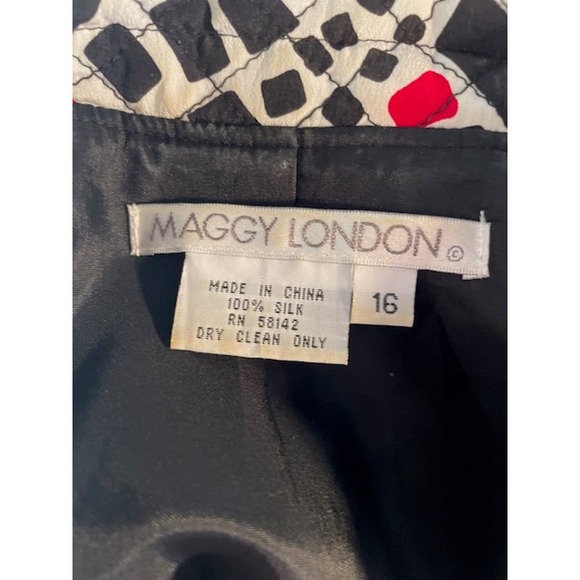 MAGGY LONDON ©
MADE IN CHINA
100% SILK
RN 58142
DRY CLEAN ONLY
16